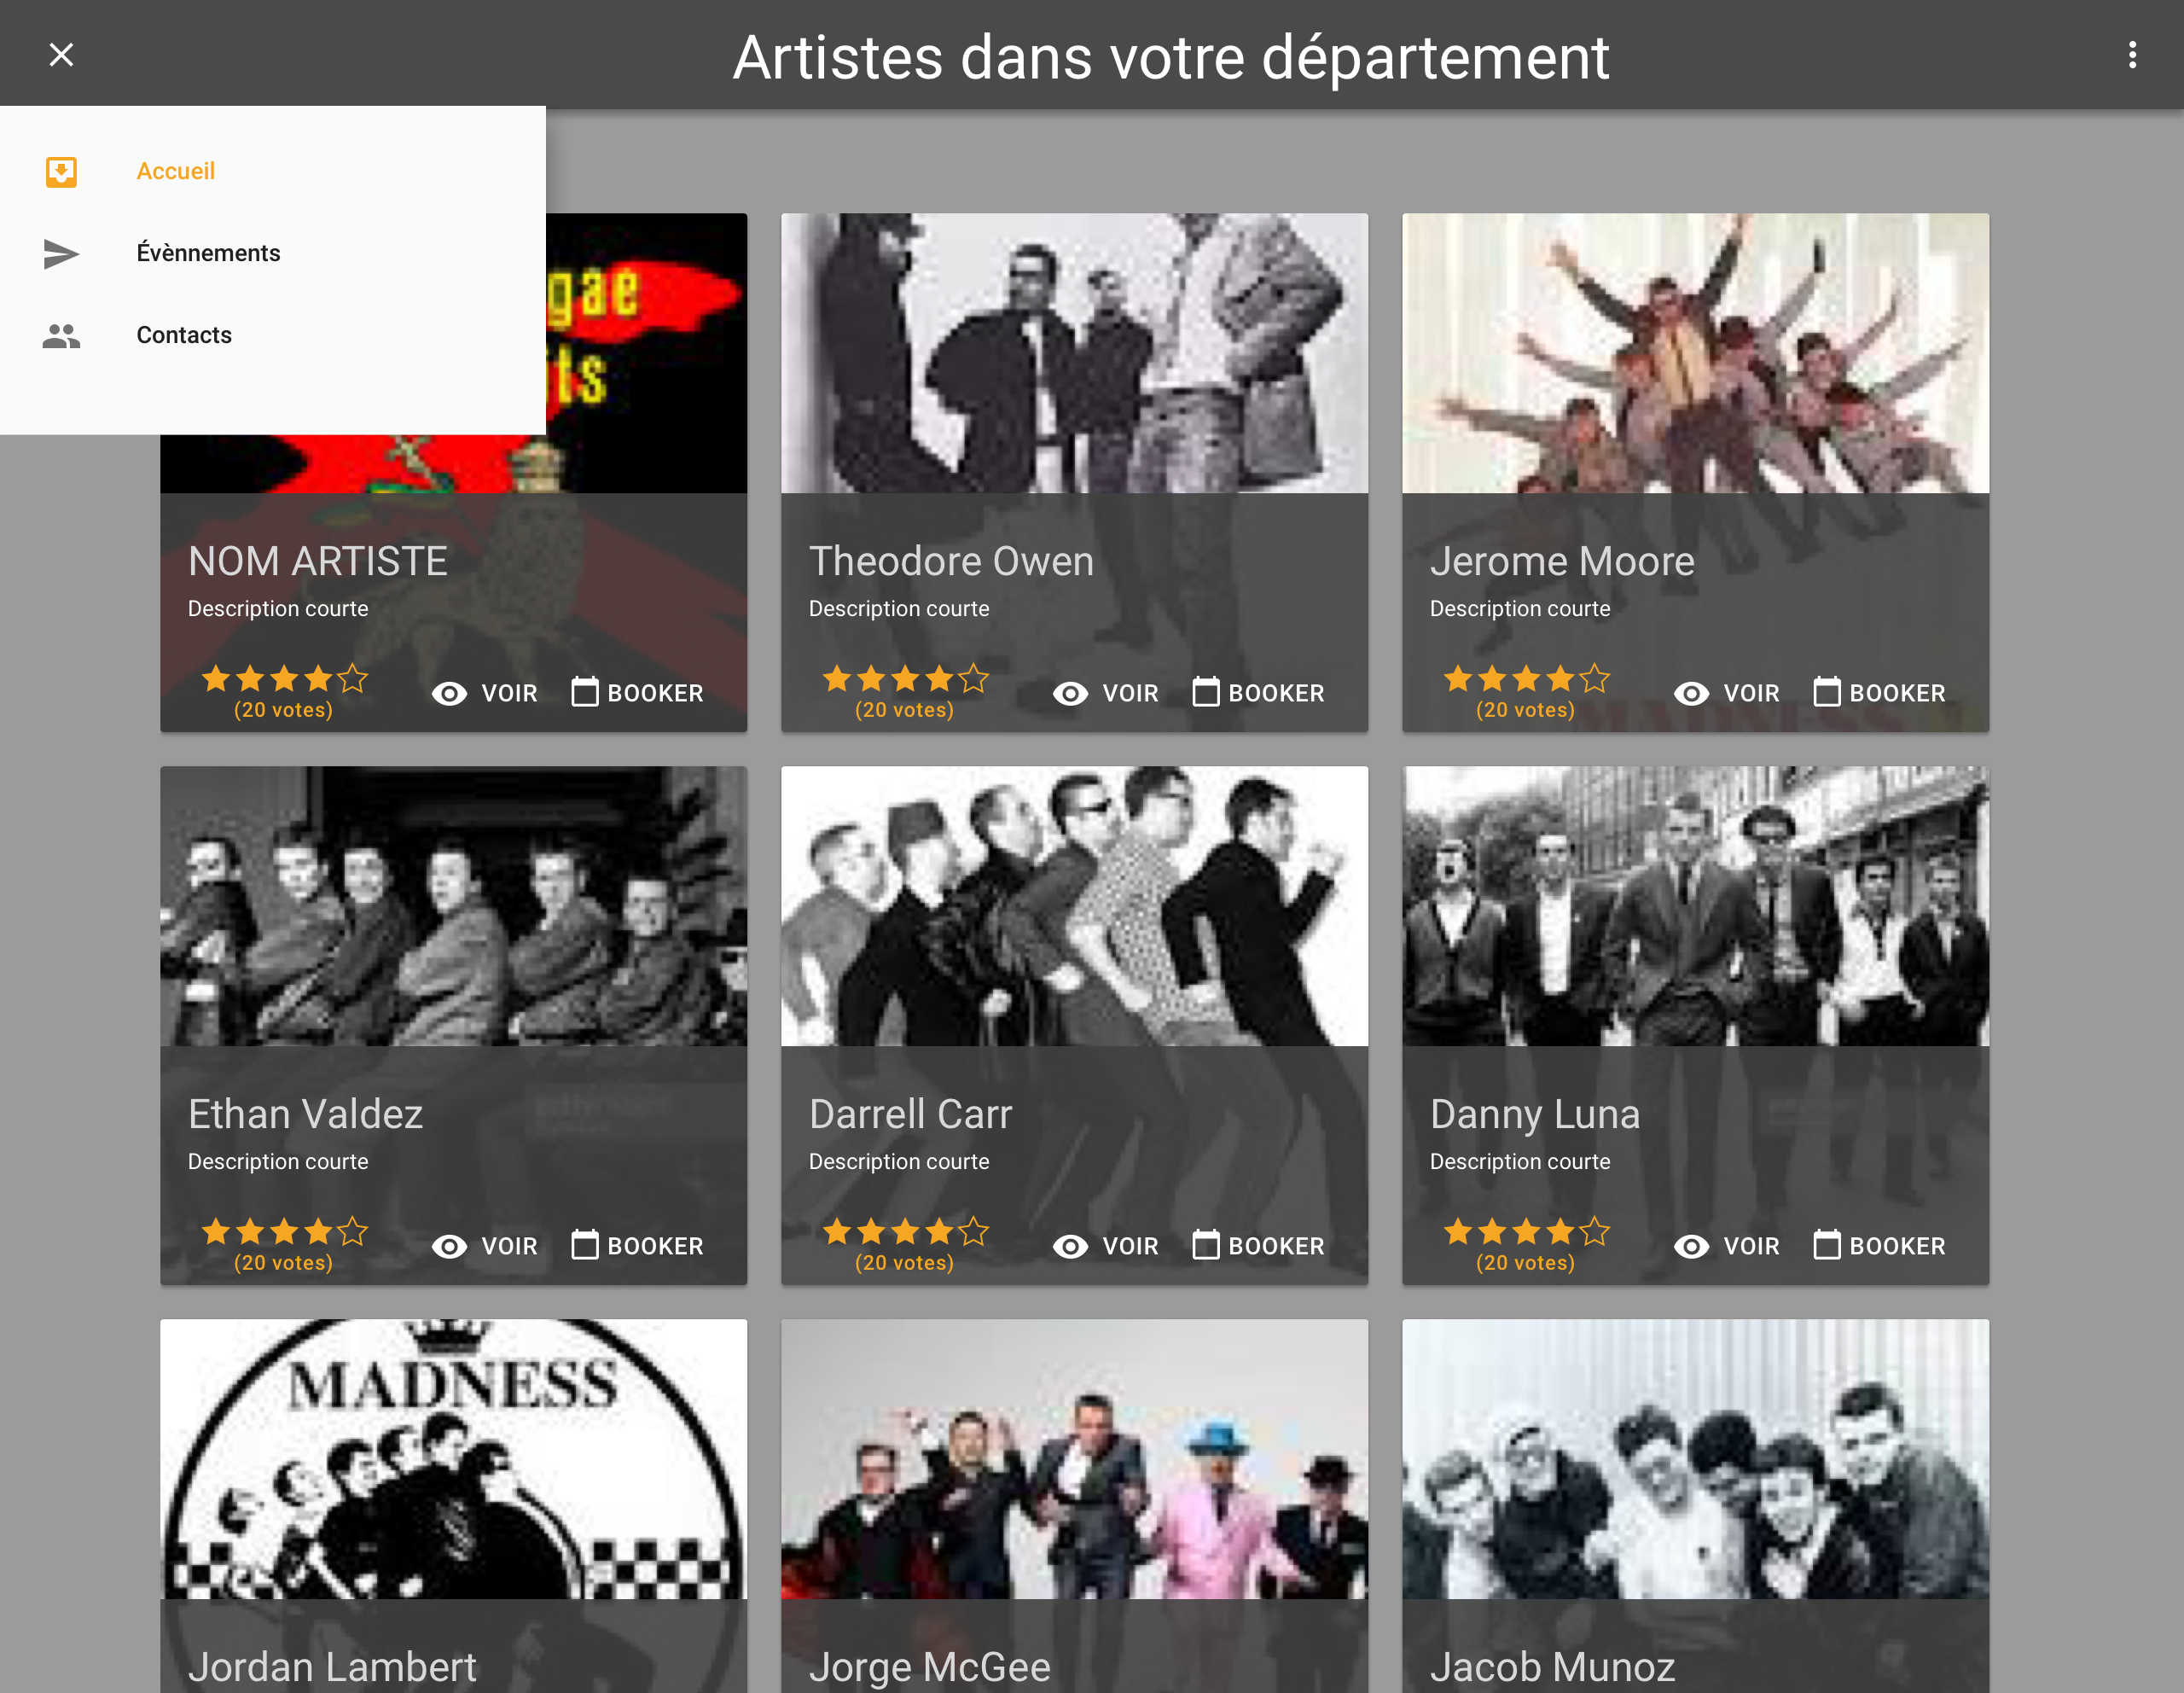 Artistes dans votre département
Accueil
Évènnements
Contacts
gae
its
NOM ARTISTE
Description courte
(20 votes)
VOIR
BOOKER
Theodore Owen
Description courte
(20 votes)
VOIR
BOOKER
Jerome Moore
Description courte
MADNESS
(20 votes)
VOIR
BOOKER
Ethan Valdez
Description courte
(20 votes)
VOIR
BOOKER
Darrell Carr
Description courte
(20 votes)
VOIR
BOOKER
Danny Luna
Description courte
(20 votes)
VOIR
BOOKER
MADNESS
Jordan Lambert
Jorge McGee
Jacob Munoz